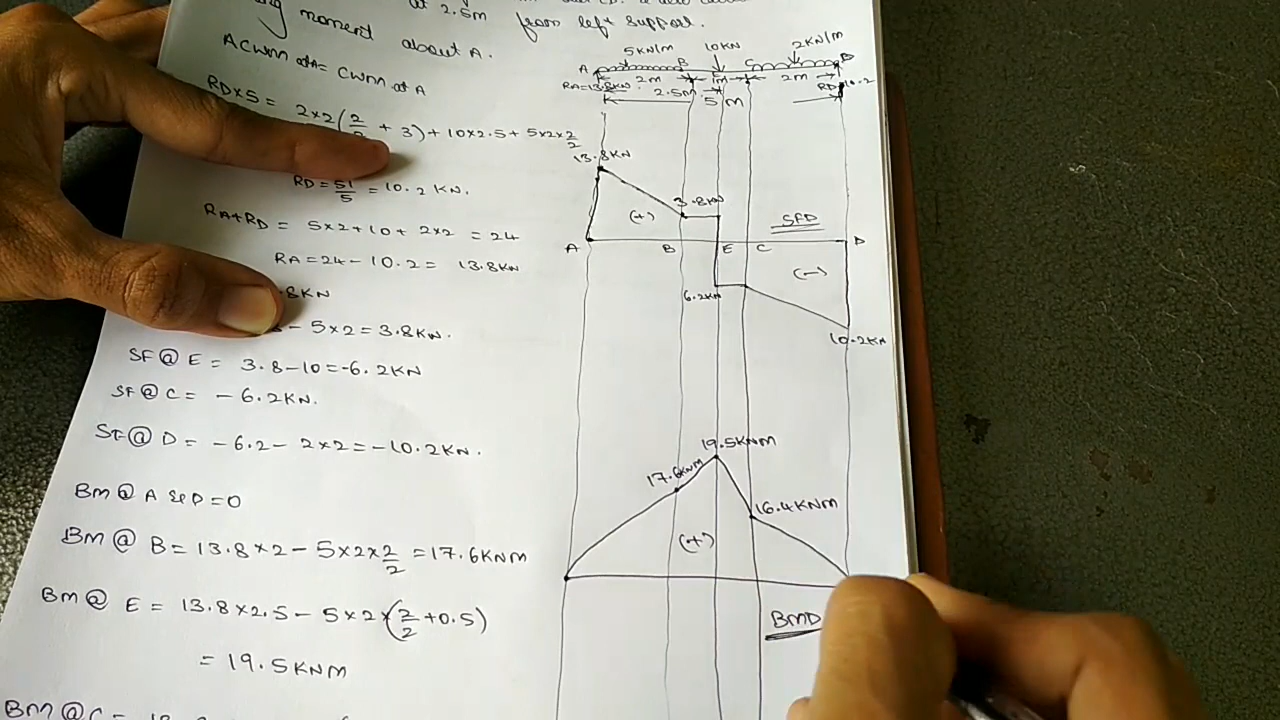 at 2.5m from left support.
moment about A.
ACWM at A = CWM at A
RD×5 = 2×2(2/2 + 3) + 10×2.5 + 5×2×2/2
RD = 51/5 = 10.2 KN.
RA+RD = 5×2+10+ 2×2 = 24
RA = 24 - 10.2 = 13.8KN
.8KN
- 5×2 = 3.8KN.
SF@ E = 3.8-10 = -6.2KN
SF@ C = - 6.2KN.
SF@ D = -6.2 - 2×2 = -10.2KN.
BM@ A &D = 0
BM@ B = 13.8×2 - 5×2×2/2 = 17.6KNM
BM@ E = 13.8×2.5 - 5×2×(2/2 +0.5)
= 19.5KNM
BM@C =
5KN/M 10KN 2KN/M
A B C D
2m 1m 2m
RA=13.8KN 2.5m RD=10.2
5m
13.8KN
3.8KN
(+) SFD
A B E C D
(-)
6.2KN
10.2KN
19.5KNM
17.6KNM
16.4KNM
(+)
BMD